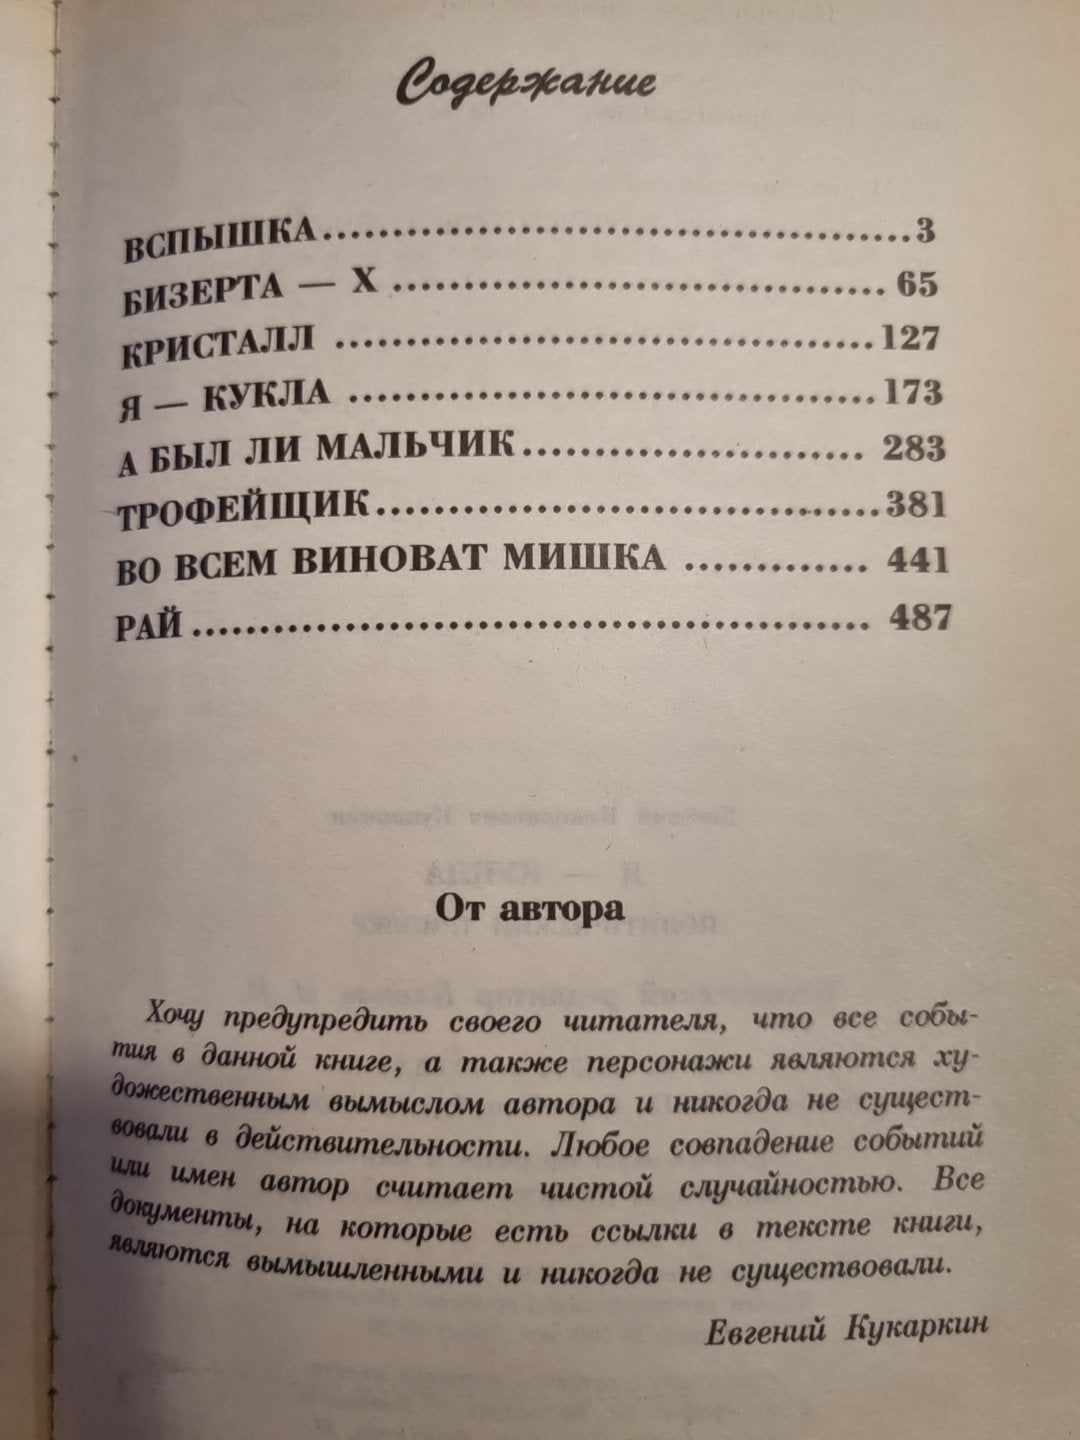 Содержание
ВСПЫШКА........................................3
БИЗЕРТА — X ................................... 65
КРИСТАЛЛ ......................................127
Я — КУКЛА .....................................173
А БЫЛ ЛИ МАЛЬЧИК........................ 283
ТРОФЕЙЩИК...................................381
ВО ВСЕМ ВИНОВАТ МИШКА ............. 441
РАЙ............................................... 487
От автора
Хочу предупредить своего читателя, что все собы-
тия в данной книге, а также персонажи являются ху-
дожественным вымыслом автора и никогда не сущест-
вовали в действительности. Любое совпадение событий
или имен автор считает чистой случайностью. Все
документы, на которые есть ссылки в тексте книги,
являются вымышленными и никогда не существовали.
Евгений Кукаркин